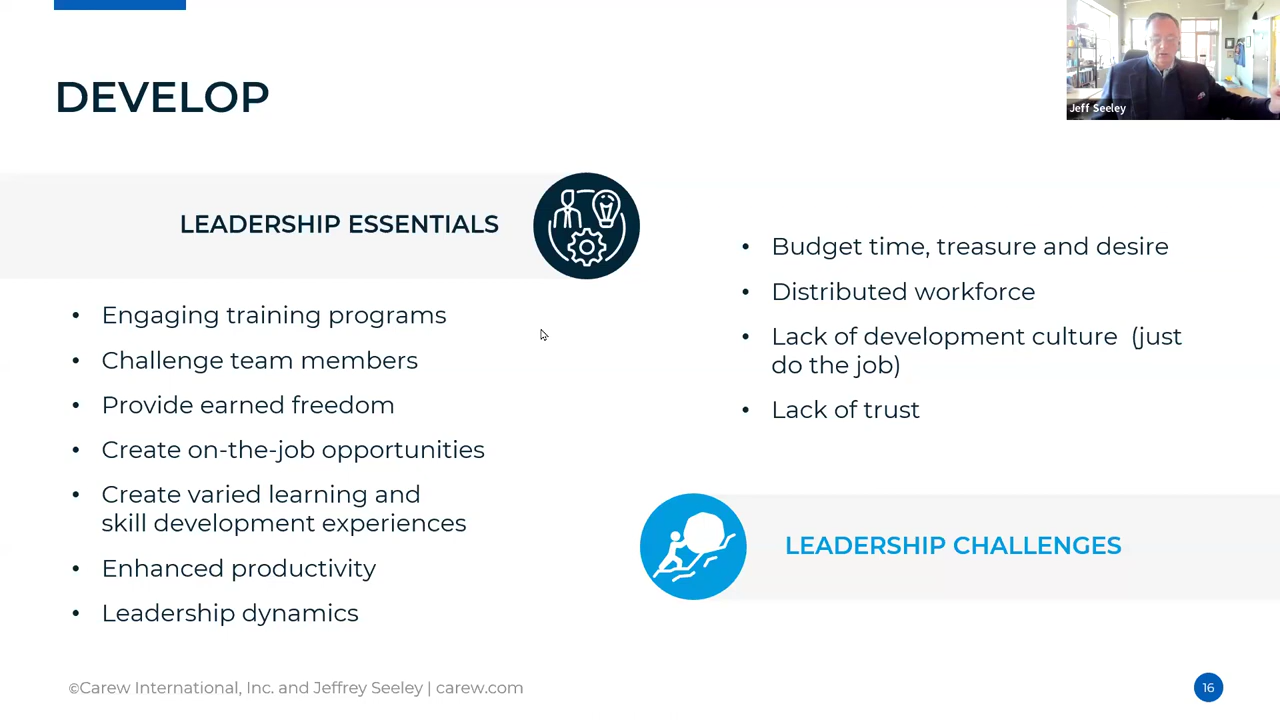 DEVELOP
Jeff Seeley
LEADERSHIP ESSENTIALS
• Engaging training programs
• Challenge team members
• Provide earned freedom
• Create on-the-job opportunities
• Create varied learning and
skill development experiences
• Enhanced productivity
• Leadership dynamics
• Budget time, treasure and desire
• Distributed workforce
• Lack of development culture (just
do the job)
• Lack of trust
LEADERSHIP CHALLENGES
©Carew International, Inc. and Jeffrey Seeley | carew.com
16